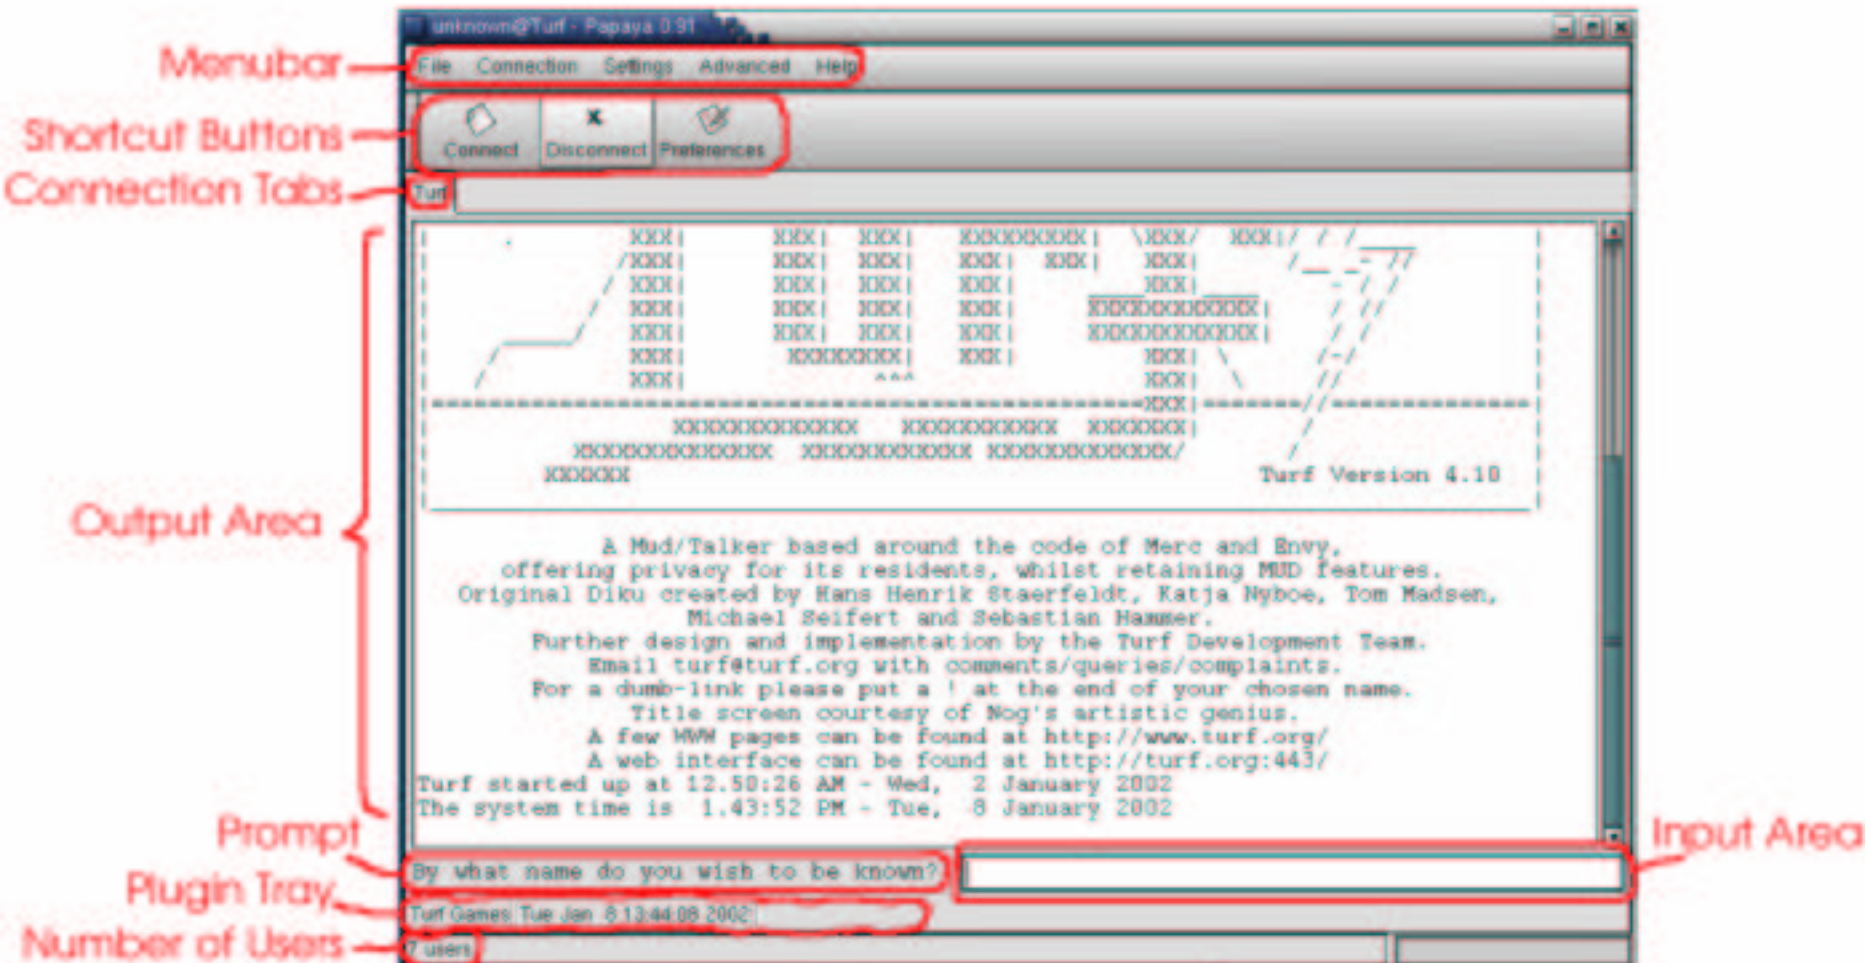 unknown@Turf - Papaya 0.91
Menubar
File Connection Settings Advanced Help
Shortcut Buttons
Connect Disconnect Preferences
Connection Tabs
Turf
Output Area
Turf Version 4.10
A Mud/Talker based around the code of Merc and Envy,
offering privacy for its residents, whilst retaining MUD features.
Original Diku created by Hans Henrik Staerfeldt, Katja Nyboe, Tom Madsen,
Michael Seifert and Sebastian Hammer.
Further design and implementation by the Turf Development Team.
Email turf@turf.org with comments/queries/complaints.
For a dumb-link please put a ! at the end of your chosen name.
Title screen courtesy of Nog's artistic genius.
A few WWW pages can be found at http://www.turf.org/
A web interface can be found at http://turf.org:443/
Turf started up at 12.50:26 AM - Wed, 2 January 2002
The system time is 1.43:52 PM - Tue, 8 January 2002
Prompt
Input Area
By what name do you wish to be known?
Plugin Tray
Turf Games Tue Jan 8 13:44:08 2002
Number of Users
7 users